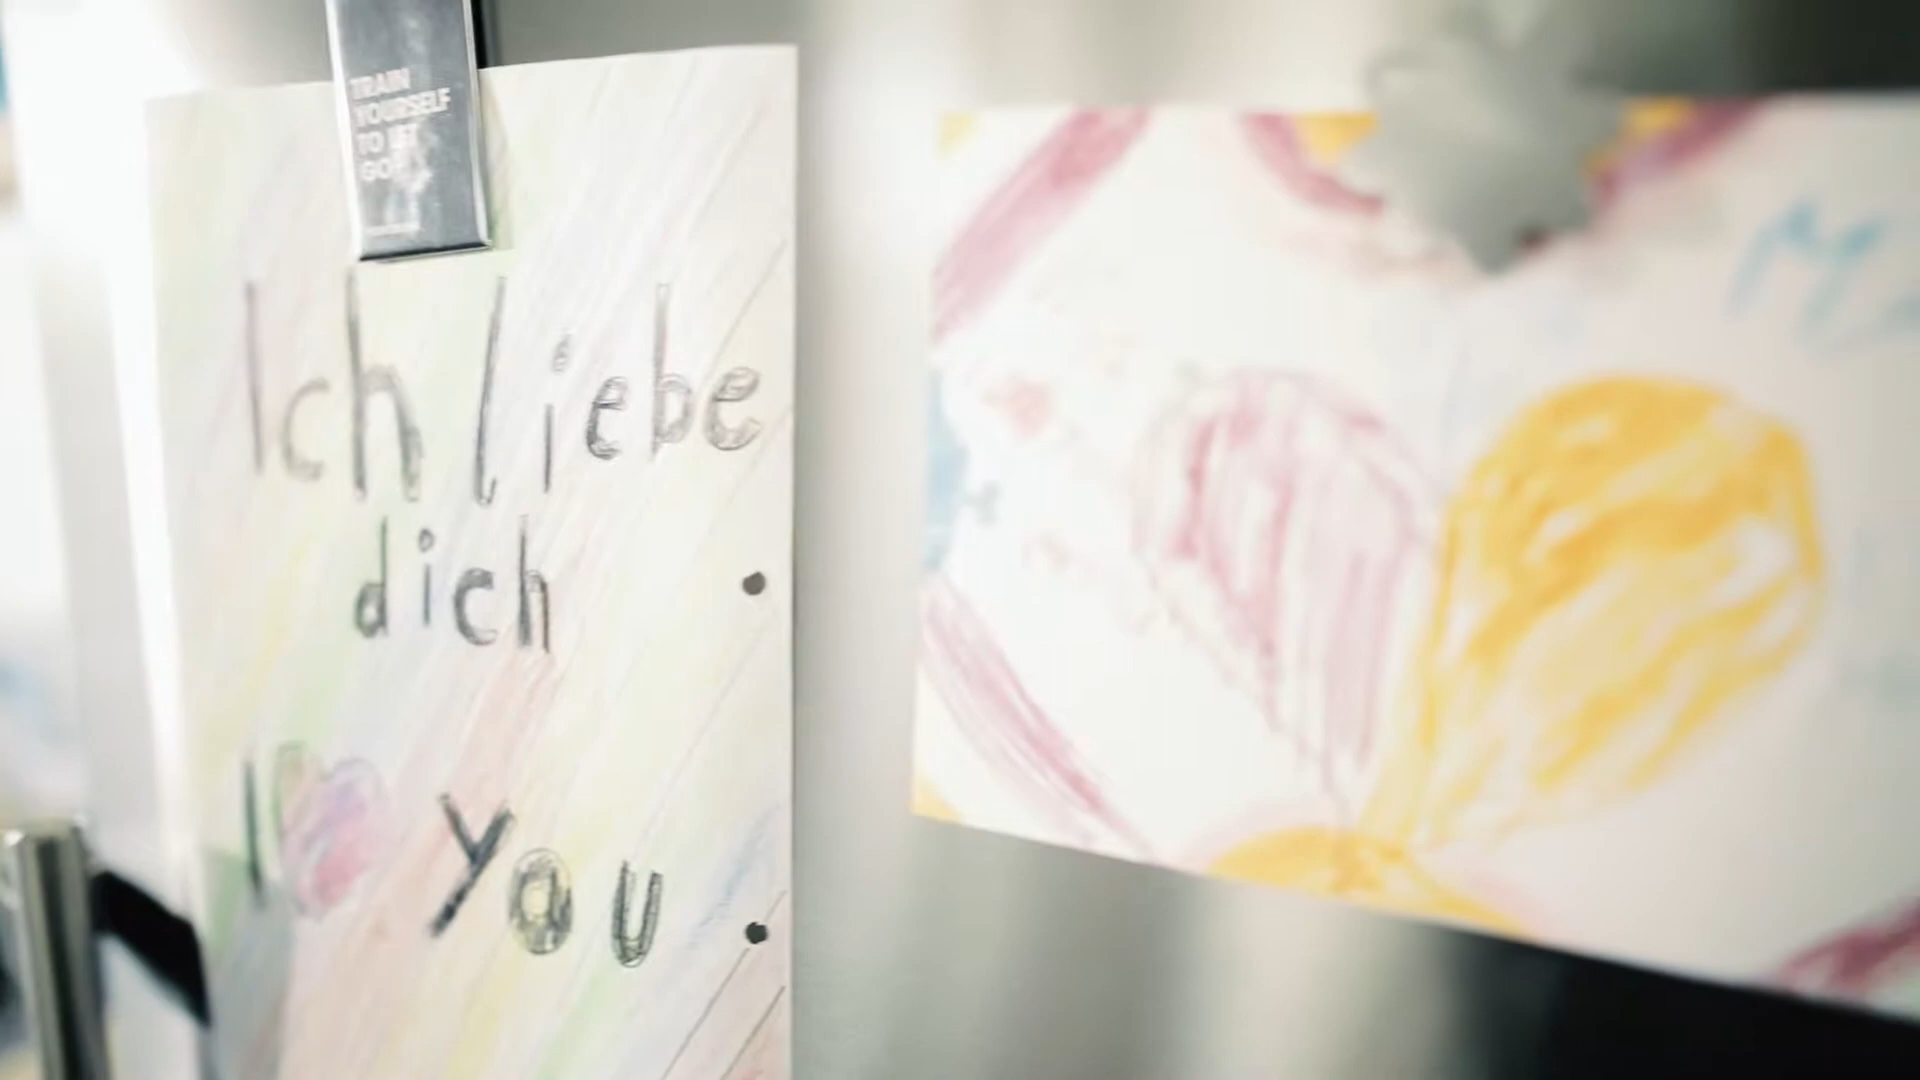 TRAIN
YOURSELF
TO LET
GO
Ich liebe
dich
I you